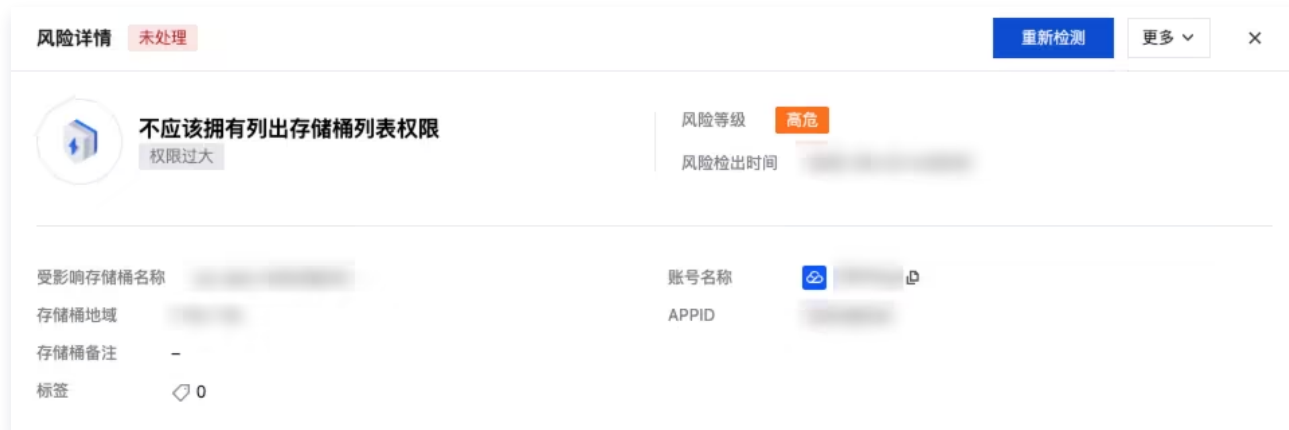 风险详情 未处理 重新检测 更多
不应该拥有列出存储桶列表权限
权限过大
风险等级 高危
风险检出时间
受影响存储桶名称
账号名称
存储桶地域
APPID
存储桶备注 –
标签 0